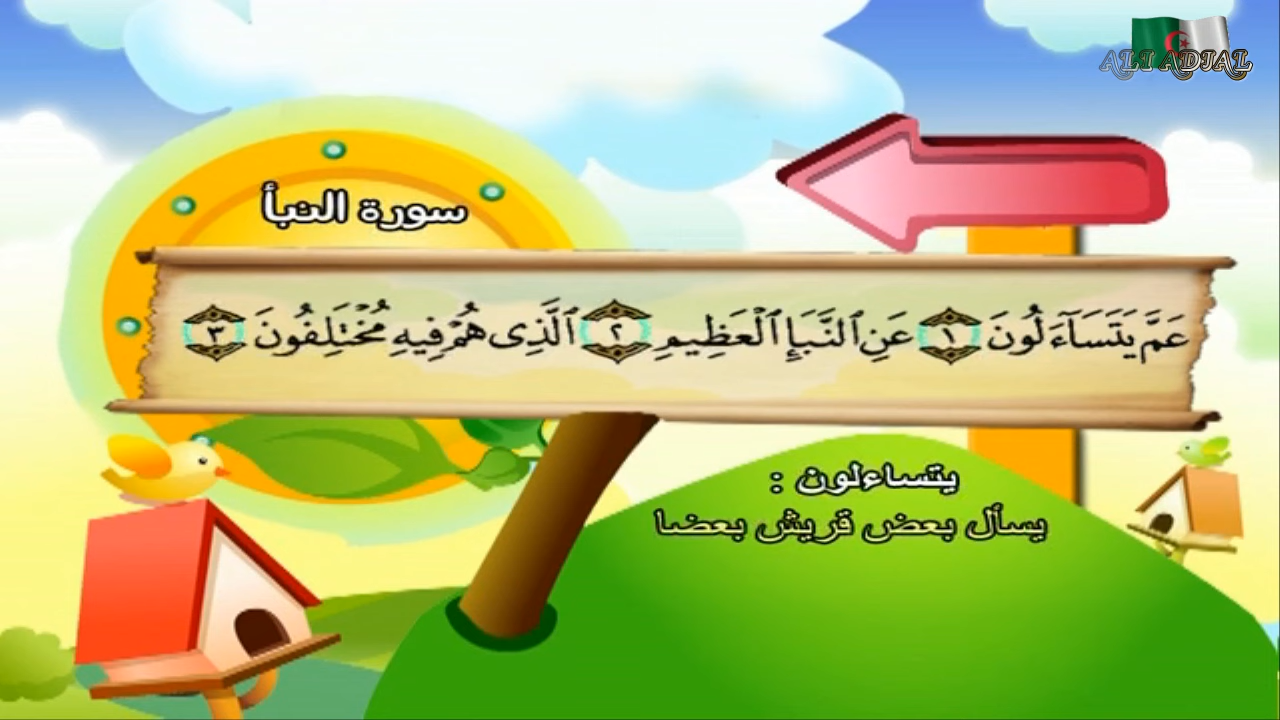 ALI ADJAL
سورة النبأ
عَمَّ يَتَسَآءَلُونَ ١ عَنِ ٱلنَّبَإِ ٱلْعَظِيمِ ٢ ٱلَّذِى هُمْ فِيهِ مُخْتَلِفُونَ ٣
يتساءلون :
يسأل بعض قريش بعضا